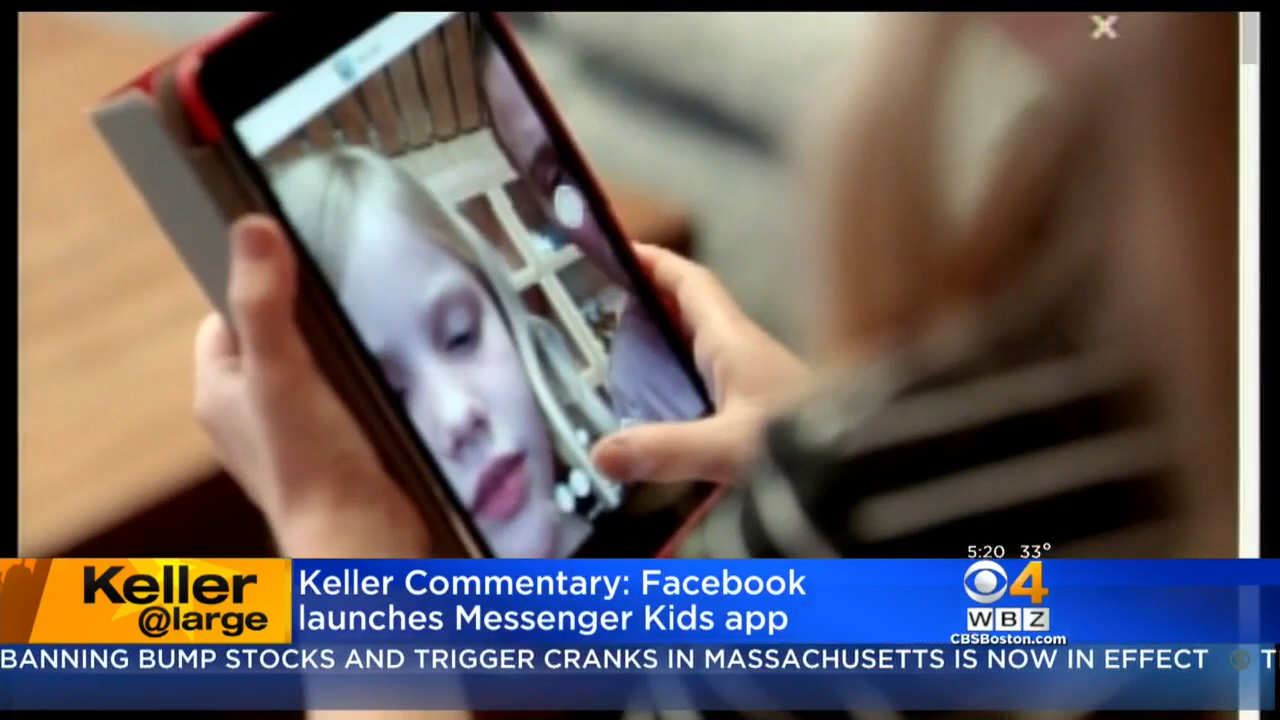 5:20 33°
Keller
@large
Keller Commentary: Facebook
launches Messenger Kids app
4
WBZ
CBSBoston.com
BANNING BUMP STOCKS AND TRIGGER CRANKS IN MASSACHUSETTS IS NOW IN EFFECT T